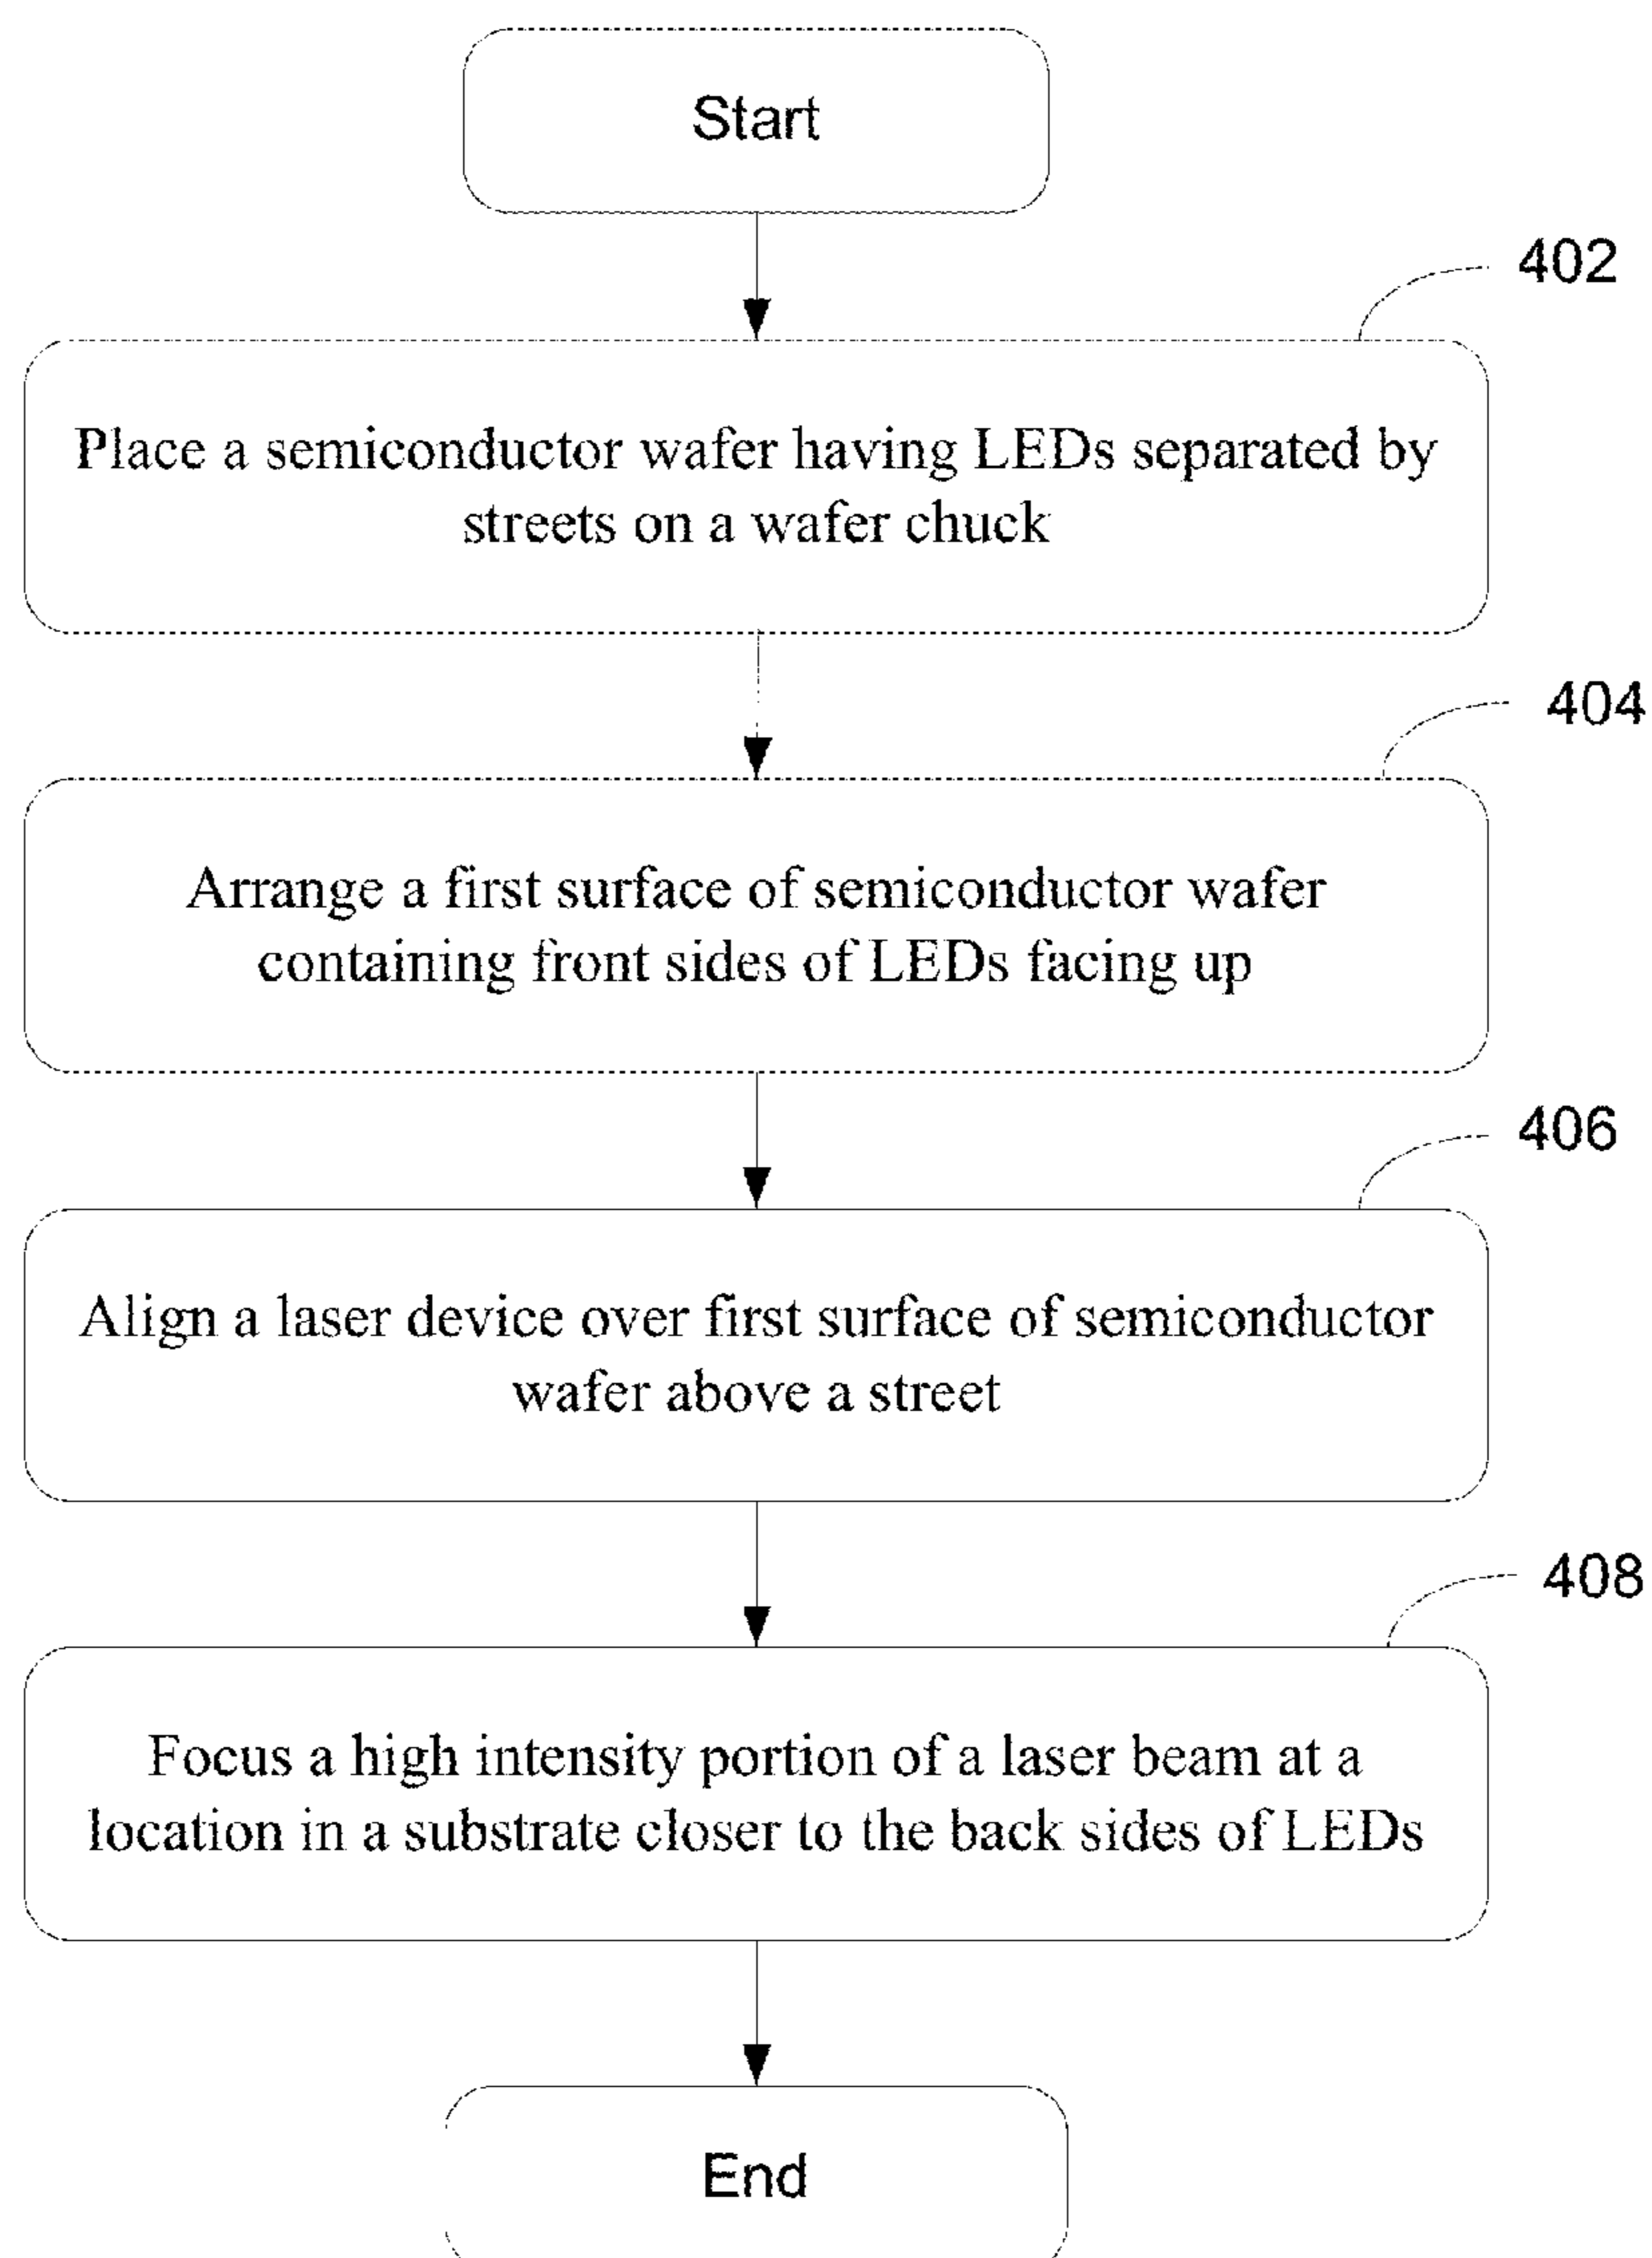 Start
402
Place a semiconductor wafer having LEDs separated by
streets on a wafer chuck
404
Arrange a first surface of semiconductor wafer
containing front sides of LEDs facing up
406
Align a laser device over first surface of semiconductor
wafer above a street
408
Focus a high intensity portion of a laser beam at a
location in a substrate closer to the back sides of LEDs
End